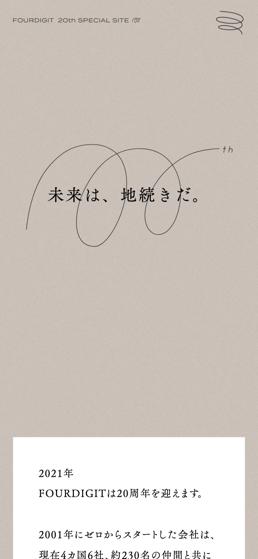 FOURDIGIT 20th SPECIAL SITE
th
未来は、地続きだ。
2021年
FOURDIGITは20周年を迎えます。
2001年にゼロからスタートした会社は、
現在4カ国6社、約230名の仲間と共に